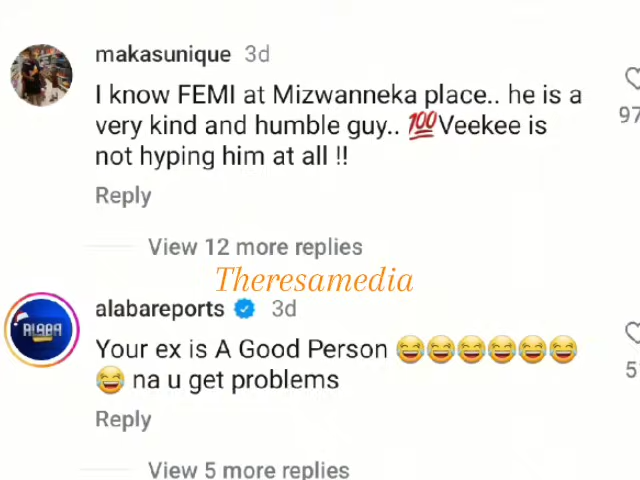 makasunique 3d
I know FEMI at Mizwanneka place.. he is a
very kind and humble guy.. 💯Veekee is
not hyping him at all !!
97
Reply
View 12 more replies
Theresamedia
alabareports 3d
ALABA
Your ex is A Good Person 😂😂😂😂😂😂
😂 na u get problems
5
Reply
View 5 more replies